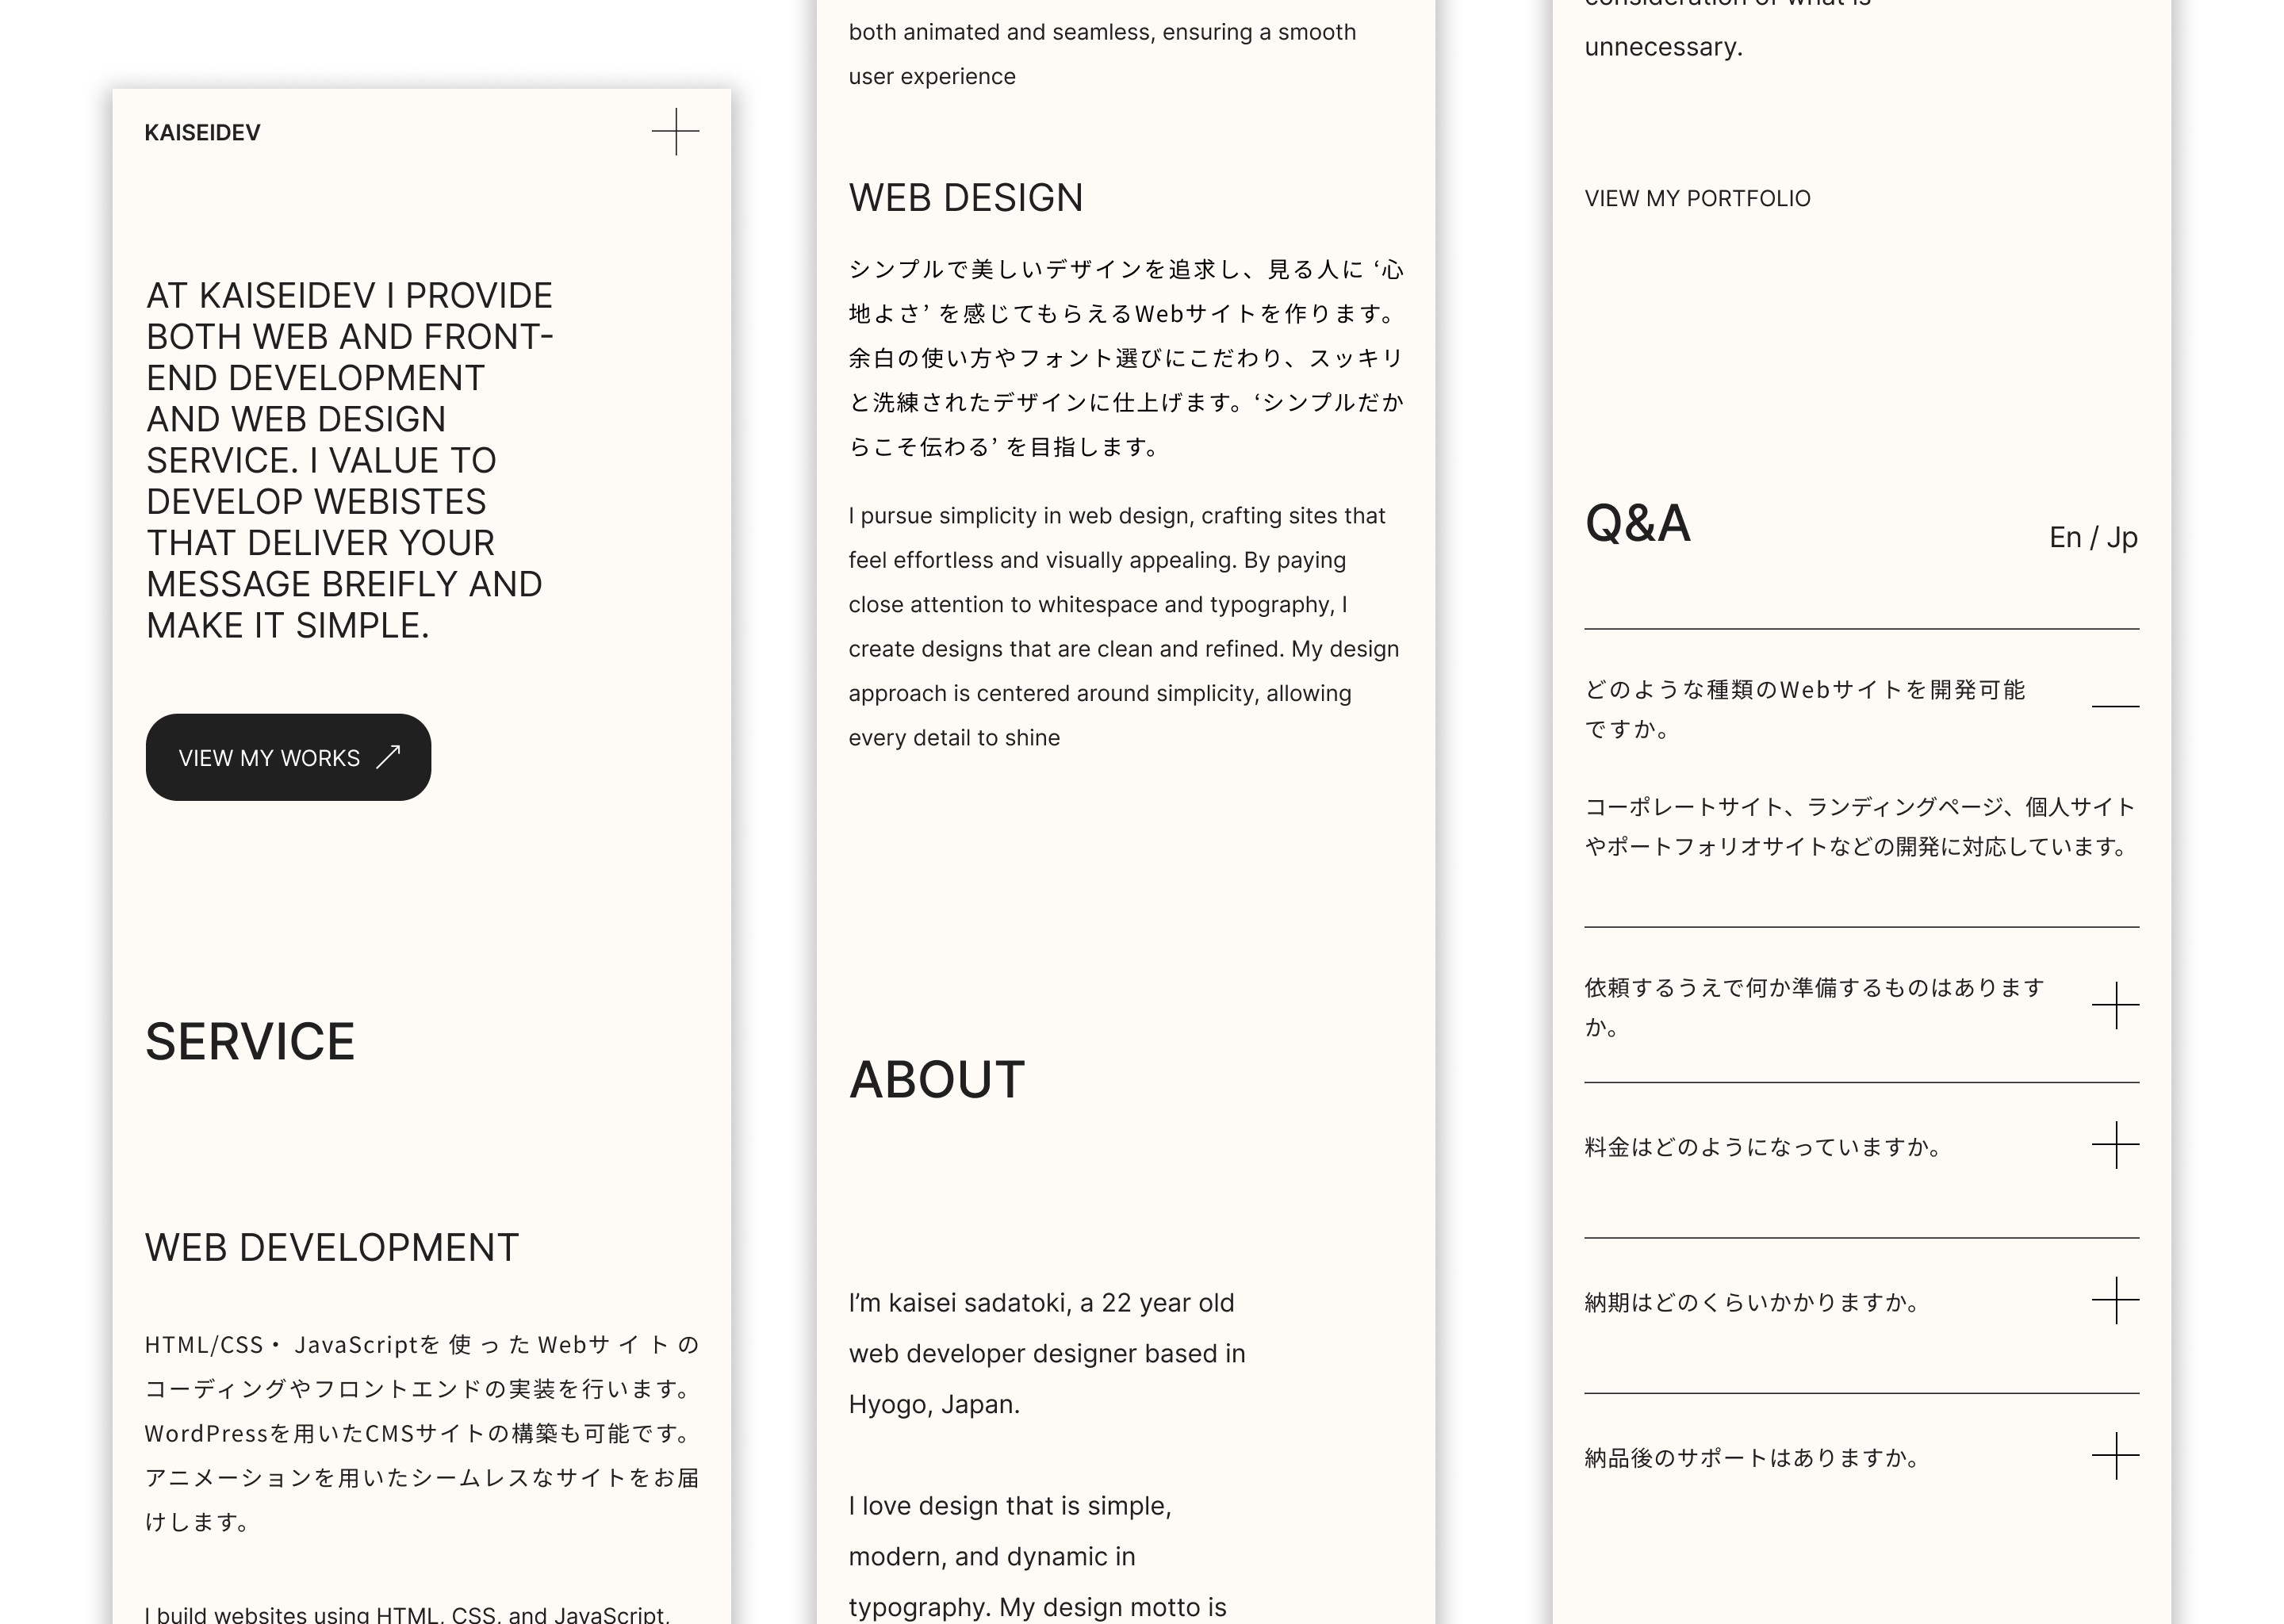 KAISEIDEV
AT KAISEIDEV I PROVIDE
BOTH WEB AND FRONT-
END DEVELOPMENT
AND WEB DESIGN
SERVICE. I VALUE TO
DEVELOP WEBISTES
THAT DELIVER YOUR
MESSAGE BREIFLY AND
MAKE IT SIMPLE.
VIEW MY WORKS
SERVICE
WEB DEVELOPMENT
HTML/CSS・ JavaScriptを使ったWebサイトの
コーディングやフロントエンドの実装を行います。
WordPressを用いたCMSサイトの構築も可能です。
アニメーションを用いたシームレスなサイトをお届
けします。
I build websites using HTML, CSS, and JavaScript,
both animated and seamless, ensuring a smooth
user experience
WEB DESIGN
シンプルで美しいデザインを追求し、見る人に ‘心
地よさ’ を感じてもらえるWebサイトを作ります。
余白の使い方やフォント選びにこだわり、スッキリ
と洗練されたデザインに仕上げます。‘シンプルだか
らこそ伝わる’ を目指します。
I pursue simplicity in web design, crafting sites that
feel effortless and visually appealing. By paying
close attention to whitespace and typography, I
create designs that are clean and refined. My design
approach is centered around simplicity, allowing
every detail to shine
ABOUT
I’m kaisei sadatoki, a 22 year old
web developer designer based in
Hyogo, Japan.
I love design that is simple,
modern, and dynamic in
typography. My design motto is
consideration of what is
unnecessary.
VIEW MY PORTFOLIO
Q&A
En / Jp
どのような種類のWebサイトを開発可能
ですか。
コーポレートサイト、ランディングページ、個人サイト
やポートフォリオサイトなどの開発に対応しています。
依頼するうえで何か準備するものはあります
か。
料金はどのようになっていますか。
納期はどのくらいかかりますか。
納品後のサポートはありますか。